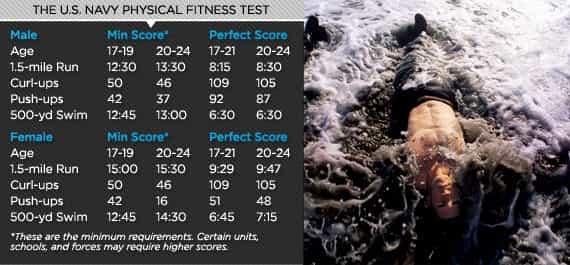 THE U.S. NAVY PHYSICAL FITNESS TEST
Male Min Score* Perfect Score
Age 17-19 20-24 17-21 20-24
1.5-mile Run 12:30 13:30 8:15 8:30
Curl-ups 50 46 109 105
Push-ups 42 37 92 87
500-yd Swim 12:45 13:00 6:30 6:30
Female Min Score* Perfect Score
Age 17-19 20-24 17-21 20-24
1.5-mile Run 15:00 15:30 9:29 9:47
Curl-ups 50 46 109 105
Push-ups 42 16 51 48
500-yd Swim 12:45 14:30 6:45 7:15
*These are the minimum requirements. Certain units,
schools, and forces may require higher scores.